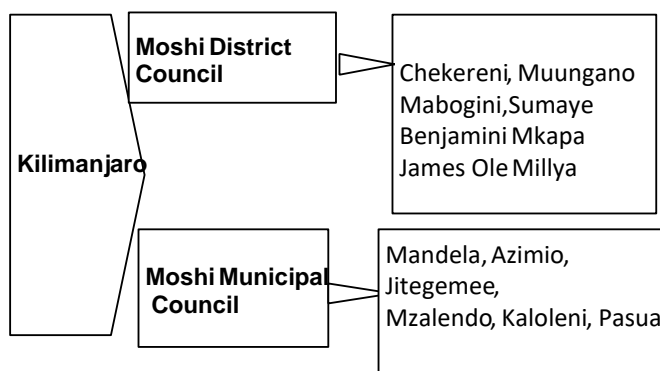 Kilimanjaro
Moshi District
Council
Chekereni, Muungano
Mabogini,Sumaye
Benjamini Mkapa
James Ole Millya
Moshi Municipal
Council
Mandela, Azimio,
Jitegemee,
Mzalendo, Kaloleni, Pasua